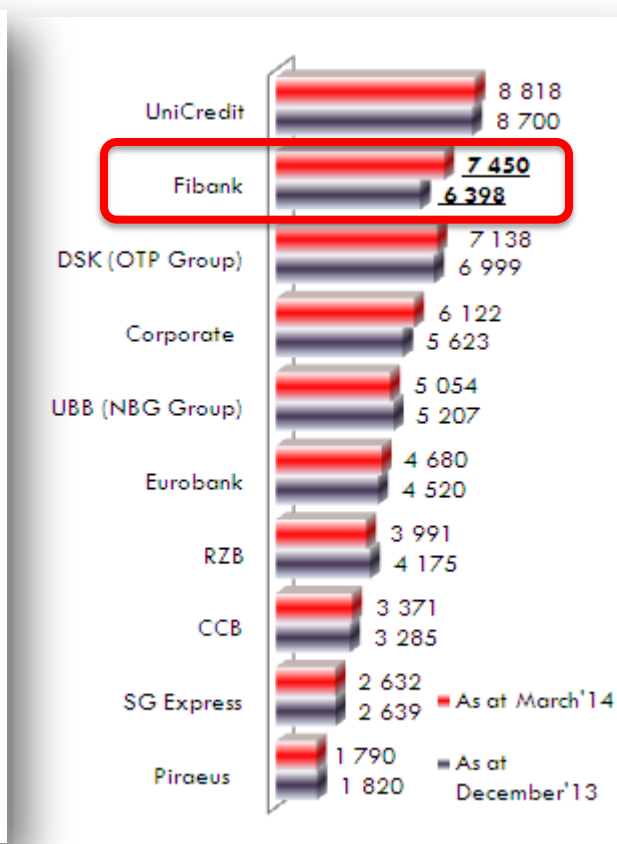 UniCredit
8 818
8 700
Fibank
7 450
6 398
DSK (OTP Group)
7 138
6 999
Corporate
6 122
5 623
UBB (NBG Group)
5 054
5 207
Eurobank
4 680
4 520
RZB
3 991
4 175
CCB
3 371
3 285
SG Express
2 632
2 639
As at March'14
Piraeus
1 790
1 820
As at
December'13